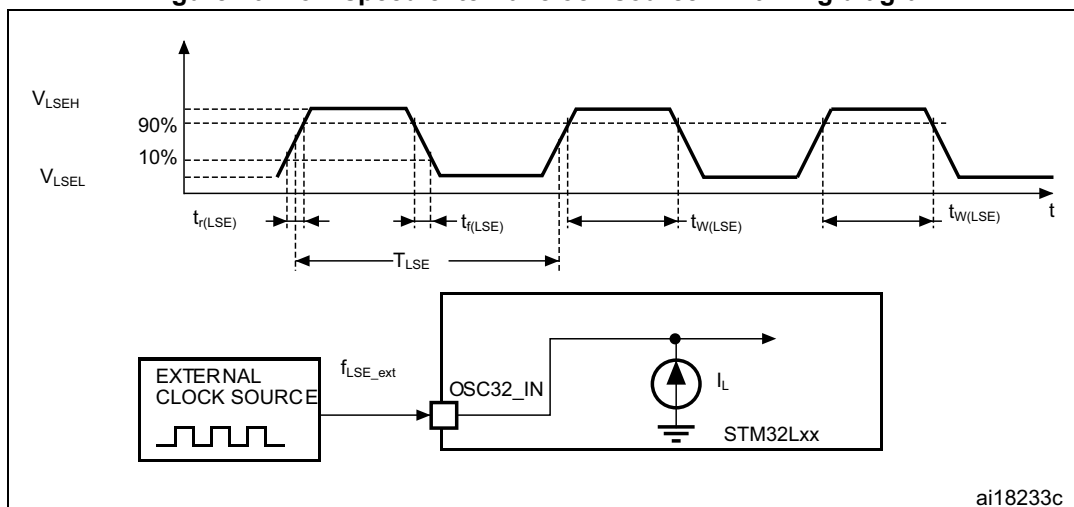 V_LSEH
90%
10%
V_LSEL
t_r(LSE)
t_f(LSE)
t_W(LSE)
t_W(LSE)
t
T_LSE
EXTERNAL
CLOCK SOURCE
f_LSE_ext
OSC32_IN
I_L
STM32Lxx
ai18233c